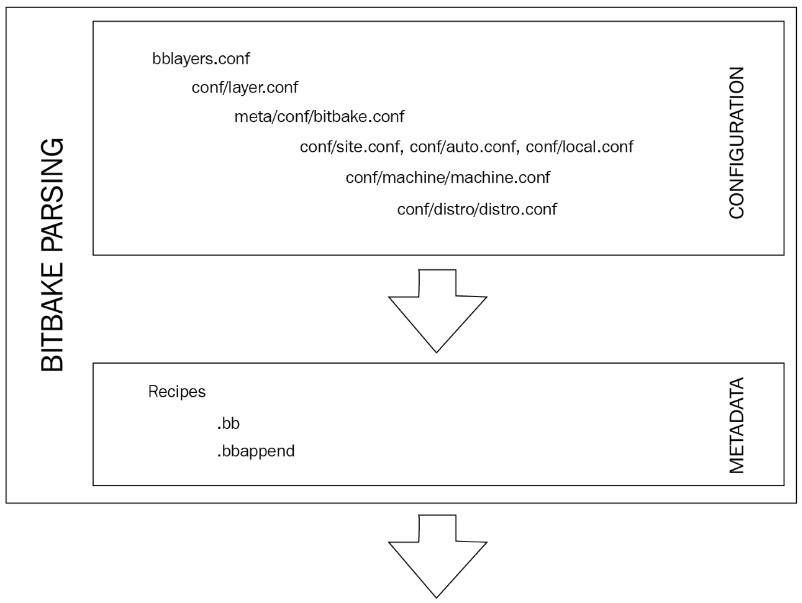 BITBAKE PARSING
bblayers.conf
conf/layer.conf
meta/conf/bitbake.conf
conf/site.conf, conf/auto.conf, conf/local.conf
conf/machine/machine.conf
conf/distro/distro.conf
CONFIGURATION
Recipes
.bb
.bbappend
METADATA